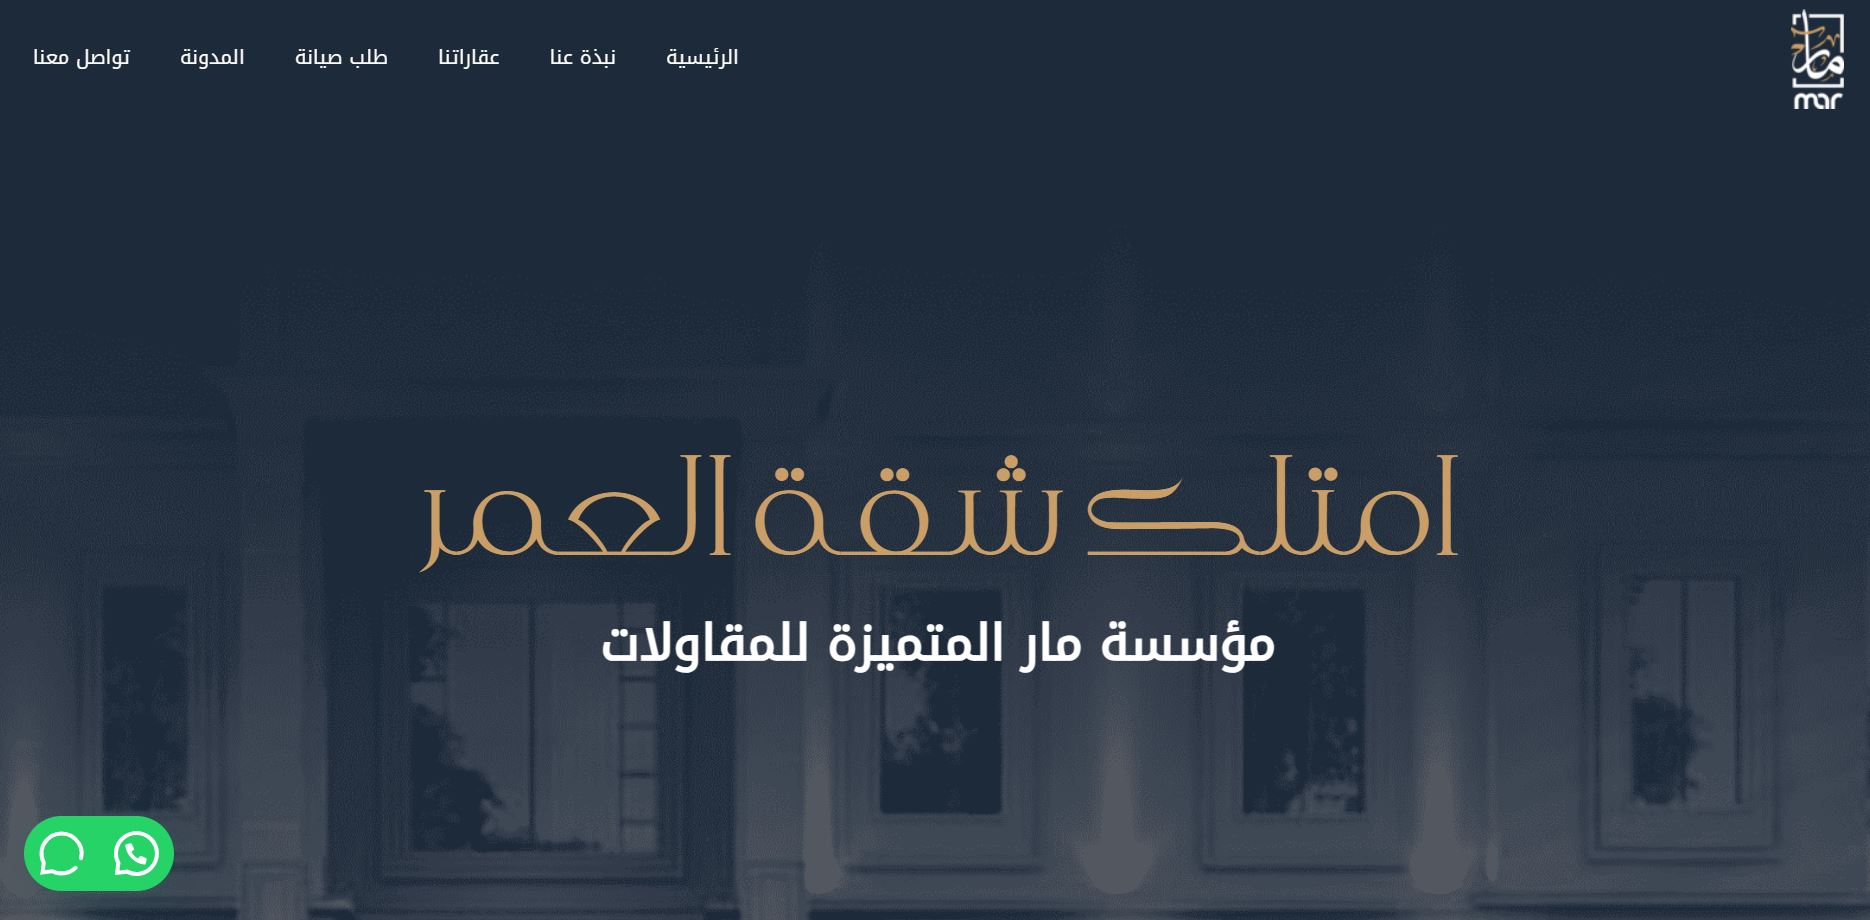 الرئيسية نبذة عنا عقاراتنا طلب صيانة المدونة تواصل معنا
مار
mar
امتلك شقة العمر
مؤسسة مار المتميزة للمقاولات